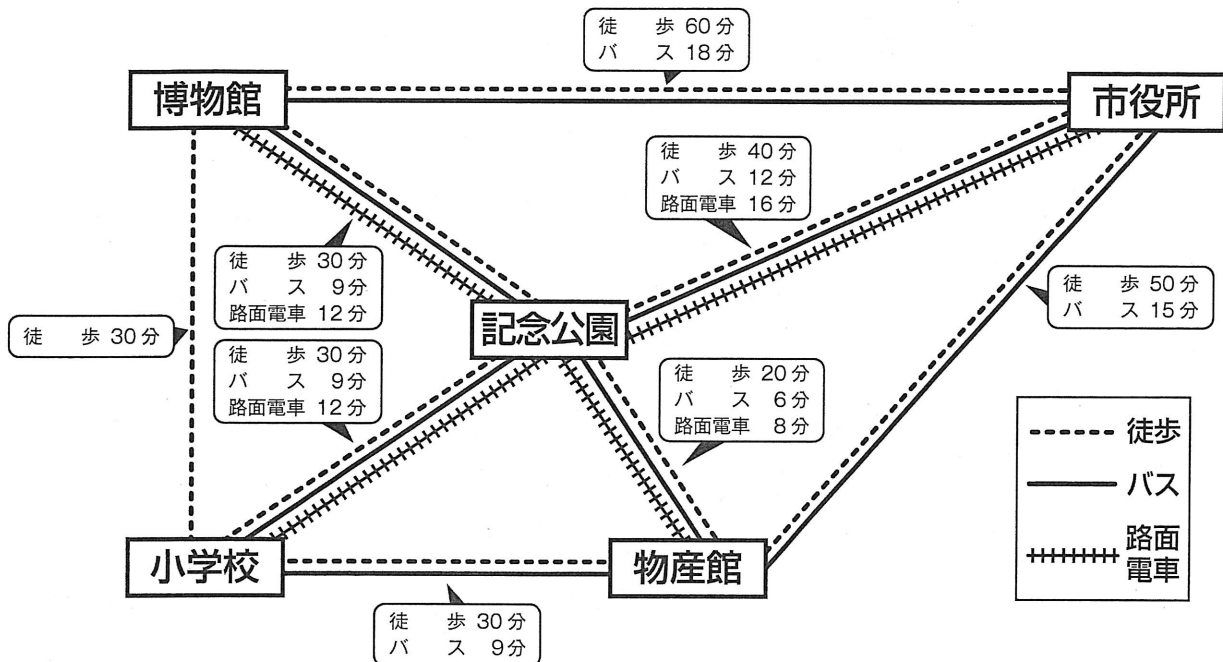 徒　歩 60分
バ　ス 18分
博物館
市役所
徒　歩 40分
バ　ス 12分
路面電車 16分
徒　歩 30分
バ　ス 9分
路面電車 12分
徒　歩 50分
バ　ス 15分
記念公園
徒　歩 30分
徒　歩 30分
バ　ス 9分
路面電車 12分
徒　歩 20分
バ　ス 6分
路面電車 8分
徒歩
バス
路面
電車
小学校
物産館
徒　歩 30分
バ　ス 9分